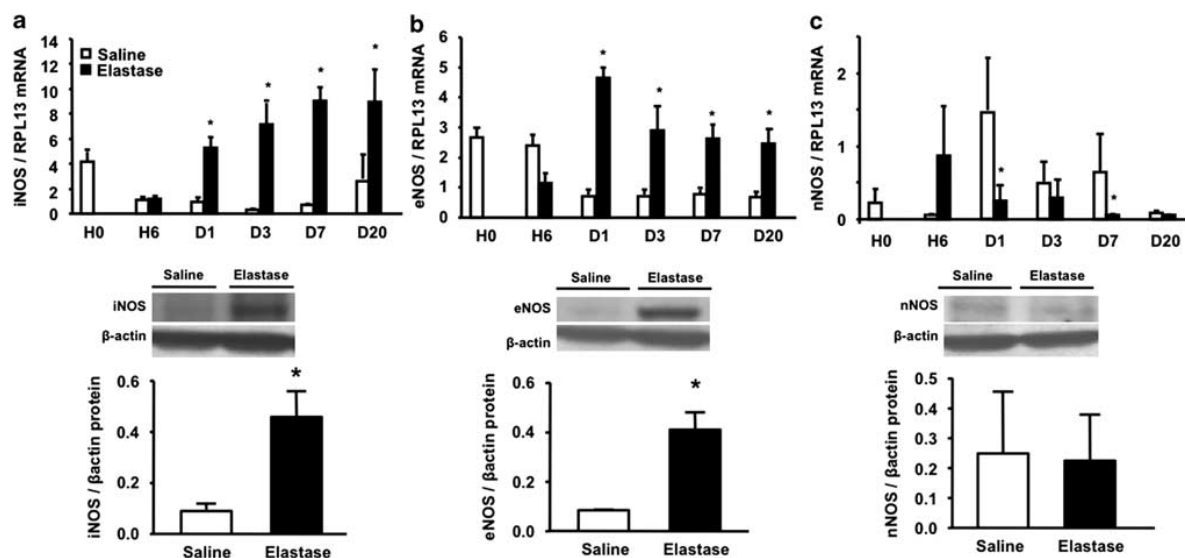 a
iNOS / RPL13 mRNA
14
12
10
8
6
4
2
0
Saline
Elastase
* * * *
H0 H6 D1 D3 D7 D20
Saline Elastase
iNOS
β-actin
iNOS / βactin protein
0.6
0.4
0.2
0.0
*
Saline Elastase
b
eNOS / RPL13 mRNA
6
5
4
3
2
1
0
* * * *
H0 H6 D1 D3 D7 D20
Saline Elastase
eNOS
β-actin
eNOS / βactin protein
0.6
0.4
0.2
0.0
*
Saline Elastase
c
nNOS / RPL13 mRNA
2
1
0
* *
H0 H6 D1 D3 D7 D20
Saline Elastase
nNOS
β-actin
nNOS / βactin protein
0.5
0.4
0.3
0.2
0.1
0.0
Saline Elastase